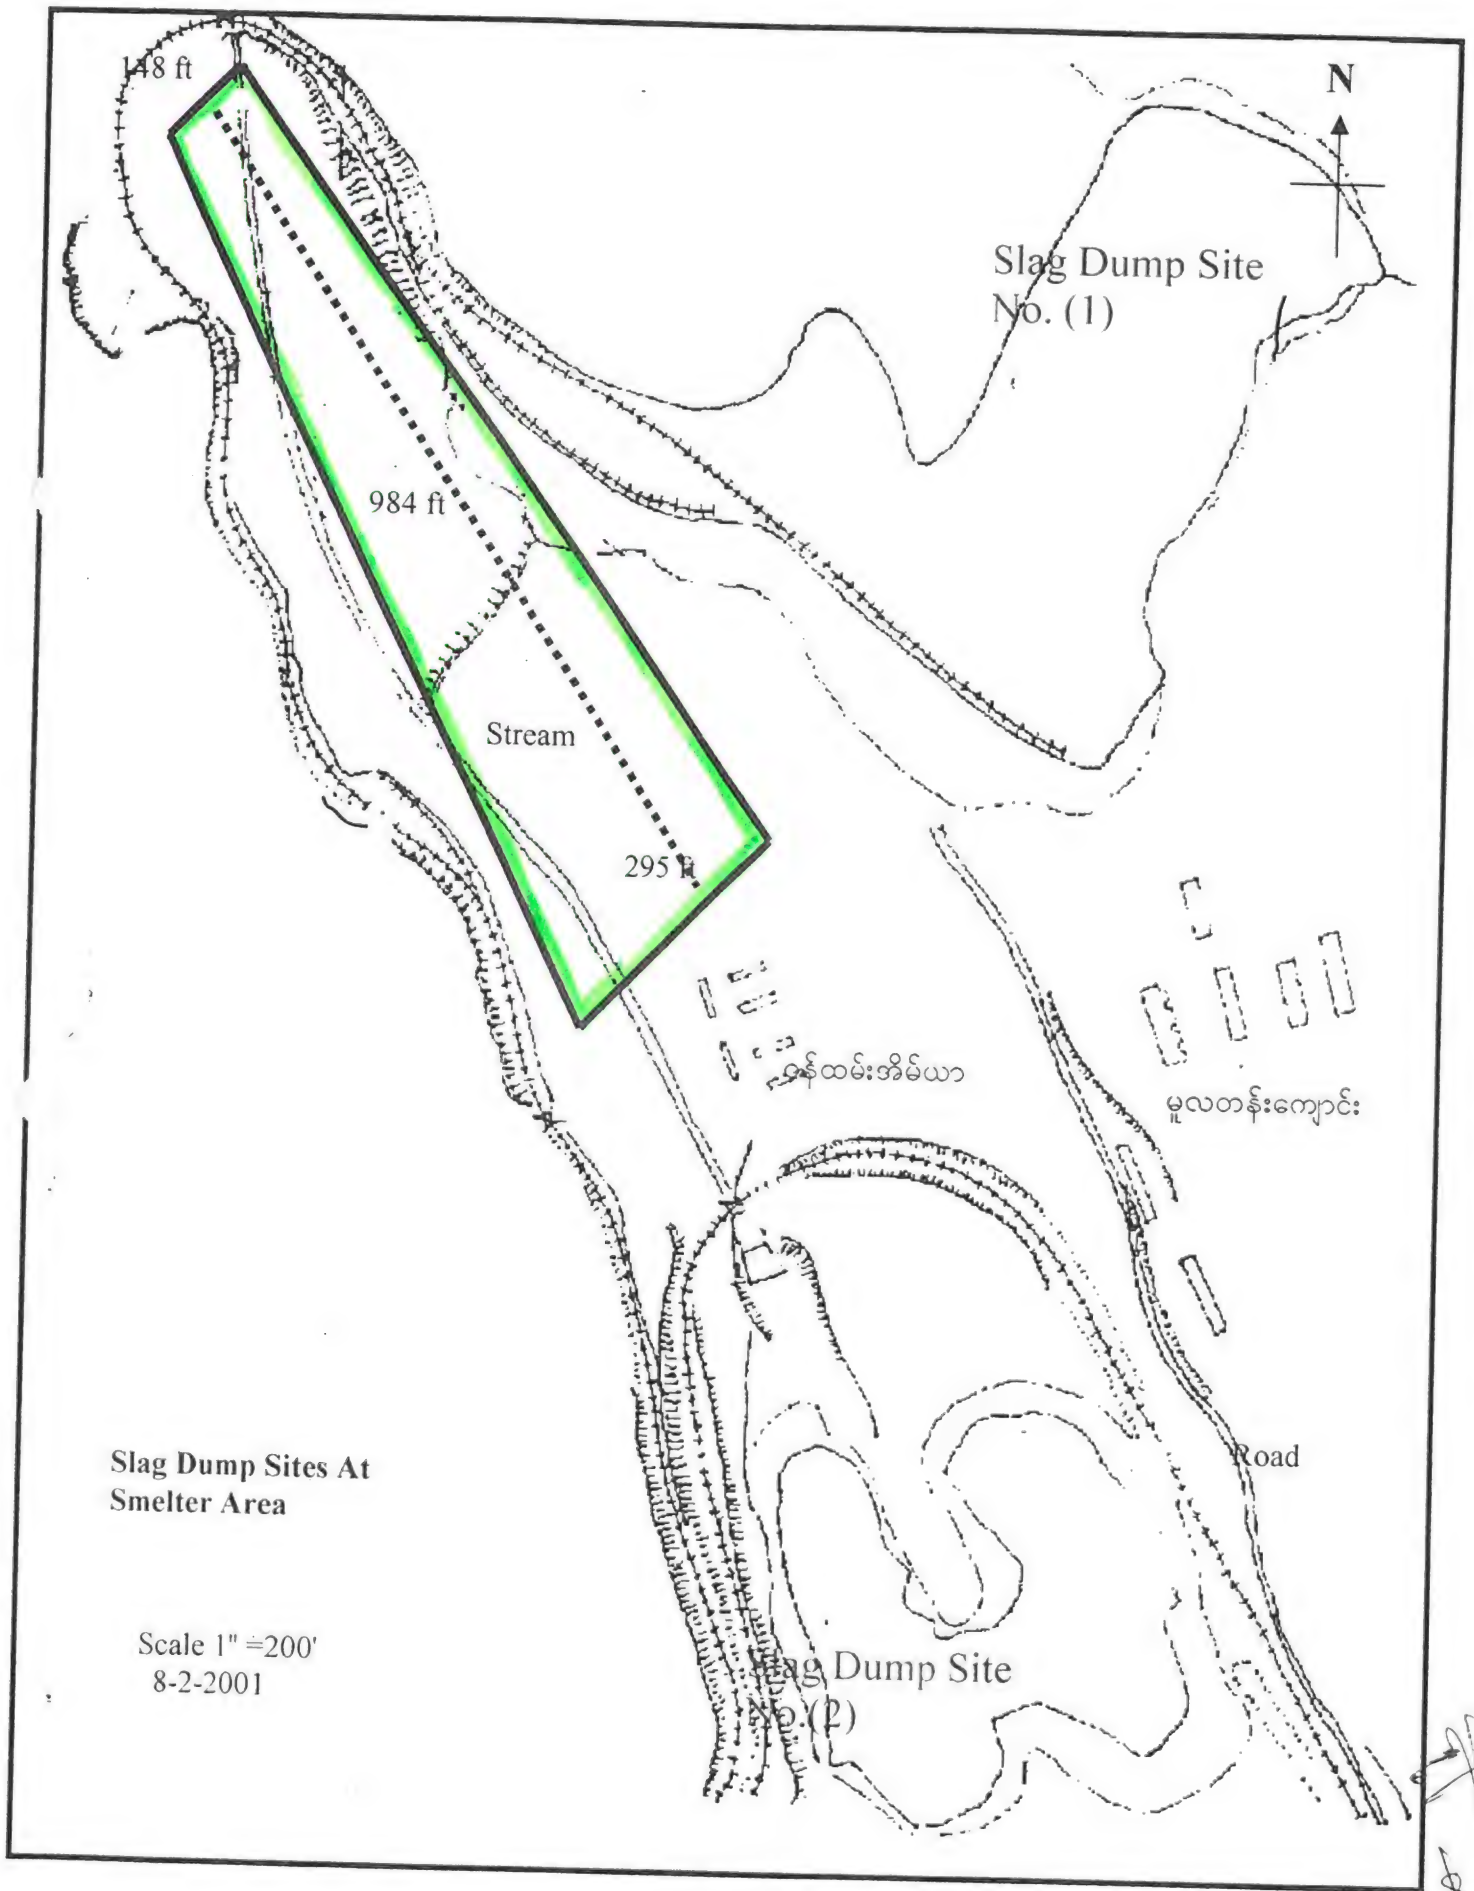 148 ft
N
Slag Dump Site
No. (1)
984 ft
Stream
295 ft
ဝန်ထမ်းအိမ်ယာ
မူလတန်းကျောင်း
Slag Dump Sites At
Smelter Area
Road
Scale 1" =200'
8-2-2001
Slag Dump Site
No.(2)